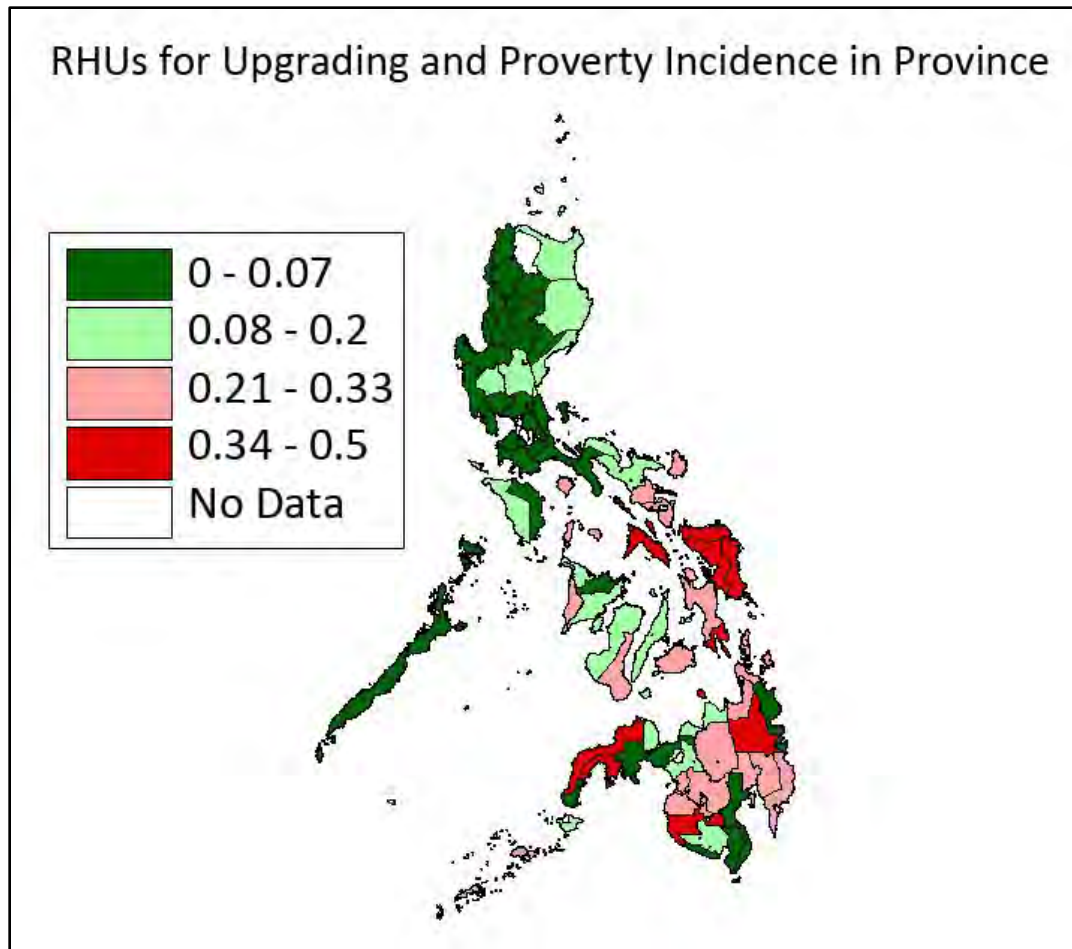 RHUs for Upgrading and Proverty Incidence in Province
0 - 0.07
0.08 - 0.2
0.21 - 0.33
0.34 - 0.5
No Data